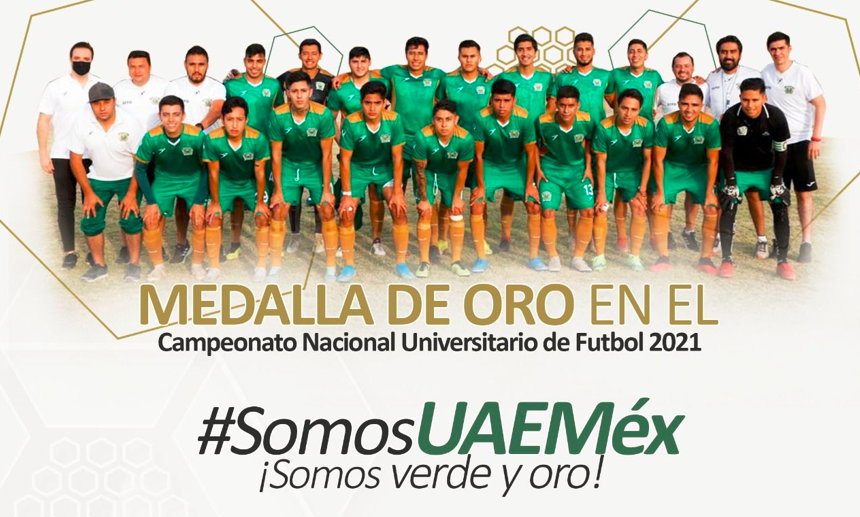 MEDALLA DE ORO EN EL
Campeonato Nacional Universitario de Futbol 2021
#SomosUAEMéx
¡Somos verde y oro!